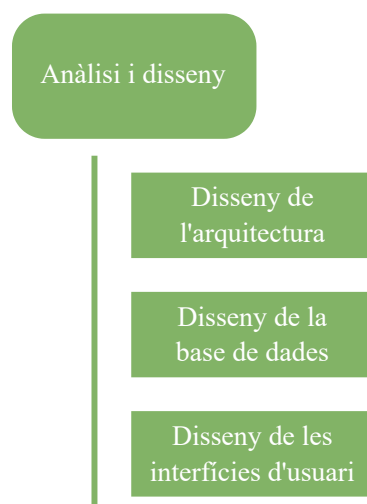 Anàlisi i disseny
Disseny de
l'arquitectura
Disseny de la
base de dades
Disseny de les
interfícies d'usuari